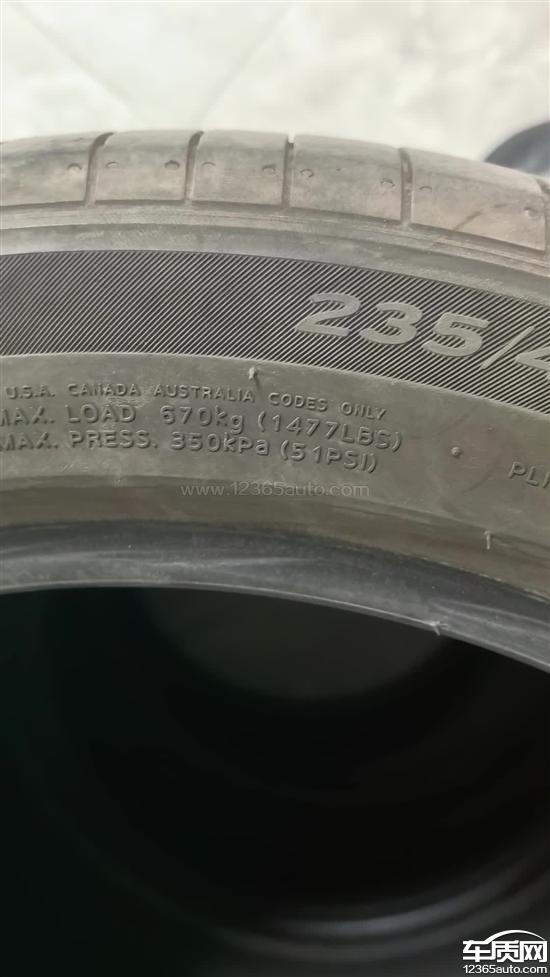 235/4
U.S.A. CANADA AUSTRALIA CODES ONLY
MAX. LOAD 670kg (1477LBS)
MAX. PRESS. 350kPa (51PSI)
www.12365auto.com
车质网
12365auto.com